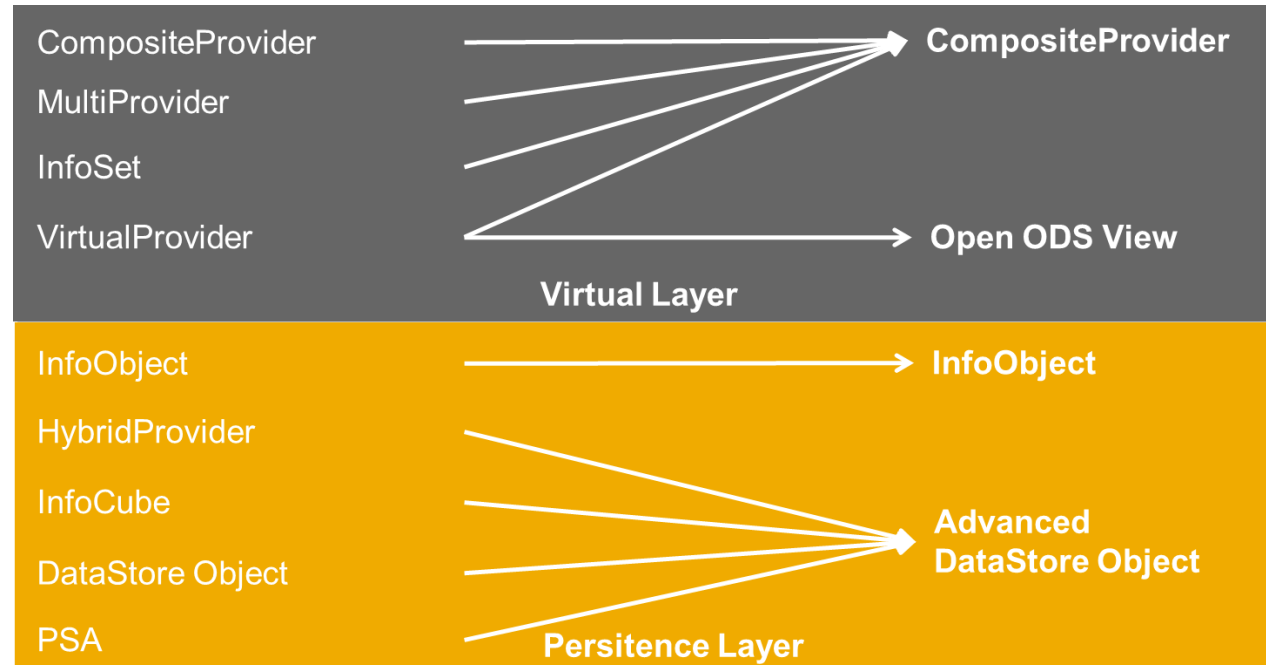 CompositeProvider
CompositeProvider
MultiProvider
InfoSet
VirtualProvider
Open ODS View
Virtual Layer
InfoObject
InfoObject
HybridProvider
InfoCube
Advanced
DataStore Object
DataStore Object
PSA
Persitence Layer